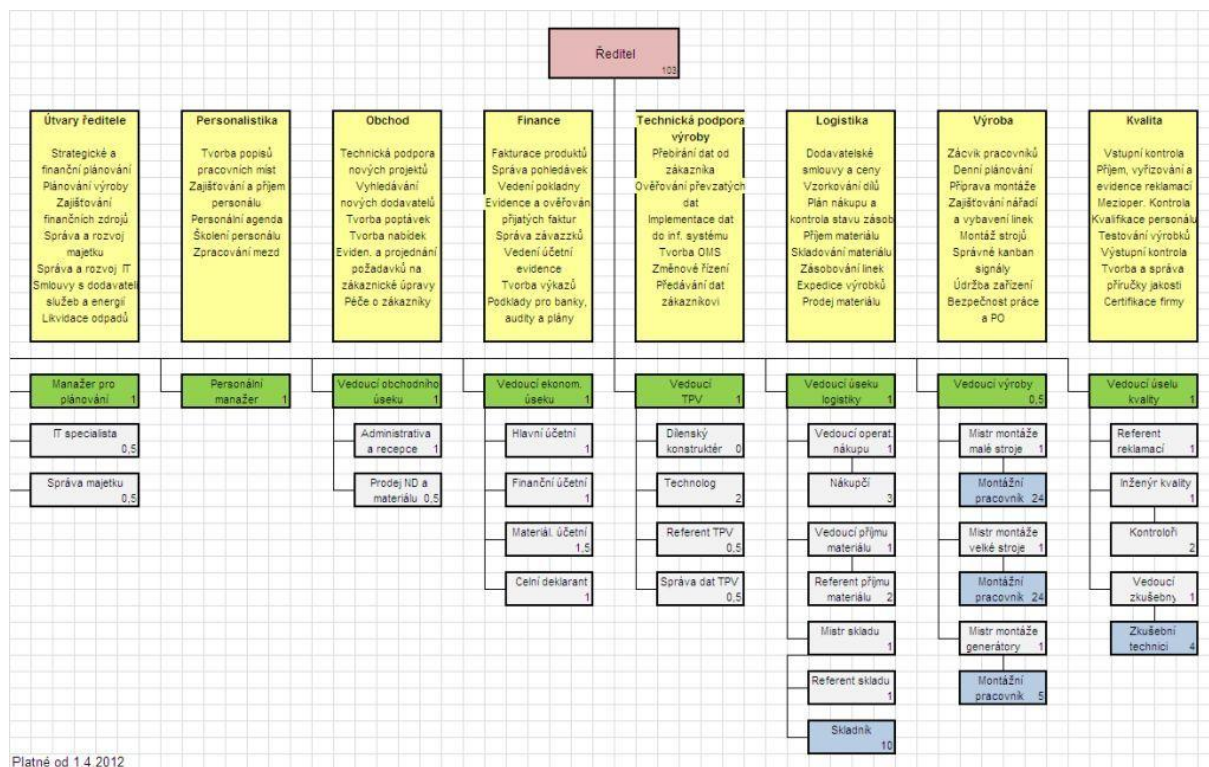 Ředitel
103
Útvary ředitele
Strategické a
finanční plánování
Plánování výroby
Zajišťování
finančních zdrojů
Správa a rozvoj
majetku
Správa a rozvoj IT
Smlouvy s dodavateli
služeb a energií
Likvidace odpadů
Personalistika
Tvorba popisů
pracovních míst
Zajišťování a příjem
personálu
Personální agenda
Školení personálu
Zpracování mezd
Obchod
Technická podpora
nových projektů
Vyhledávání
nových dodavatelů
Tvorba poptávek
Tvorba nabídek
Eviden. a projednání
požadavků na
zákaznické úpravy
Péče o zákazníky
Finance
Fakturace produktů
Správa pohledávek
Vedení pokladny
Evidence a ověřován
přijatých faktur
Správa závazzků
Vedení účetní
evidence
Tvorba výkazů
Podklady pro banky,
audity a plány
Technická podpora
výroby
Přebírání dat od
zákazníka
Ověřování převzatých
dat
Implementace dat
do inf. systému
Tvorba OMS
Změnové řízení
Předávání dat
zákazníkovi
Logistika
Dodavatelské
smlouvy a ceny
Vzorkování dílů
Plán nákupu a
kontrola stavu zásob
Příjem materiálu
Skladování materiálu
Zásobování linek
Expedice výrobků
Prodej materiálu
Výroba
Zácvik pracovníků
Denní plánování
Příprava montáže
Zajišťování nářadí
a vybavení linek
Montáž strojů
Správné kanban
signály
Údržba zařízení
Bezpečnost práce
a PO
Kvalita
Vstupní kontrola
Příjem, vyřizování a
evidence reklamací
Mezioper. Kontrola
Kvalifikace personálu
Testování výrobků
Výstupní kontrola
Tvorba a správa
příručky jakosti
Certifikace firmy
Manažer pro
plánování 1
IT specialista
0,5
Správa majetku
0,5
Personální
manažer 1
Vedoucí obchodního
úseku 1
Administrativa
a recepce 1
Prodej ND a
materiálu 0,5
Vedoucí ekonom.
úseku 1
Hlavní účetní
1
Finanční účetní
1
Materiál. účetní
1,5
Celní deklarant
1
Vedoucí
TPV 1
Dílenský
konstruktér 0
Technolog
2
Referent TPV
0,5
Správa dat TPV
0,5
Vedoucí úseku
logistiky 1
Vedoucí operat.
nákupu 1
Nákupčí
3
Vedoucí příjmu
materiálu 1
Referent příjmu
materiálu 2
Mistr skladu
1
Referent skladu
1
Skladník
10
Vedoucí výroby
0,5
Mistr montáže
malé stroje 1
Montážní
pracovník 24
Mistr montáže
velké stroje 1
Montážní
pracovník 24
Mistr montáže
generátory 1
Montážní
pracovník 5
Vedoucí úselu
kvality 1
Referent
reklamací 1
Inženýr kvality
1
Kontroloři
2
Vedoucí
zkušebny 1
Zkušební
technici 4
Platné od 1.4.2012